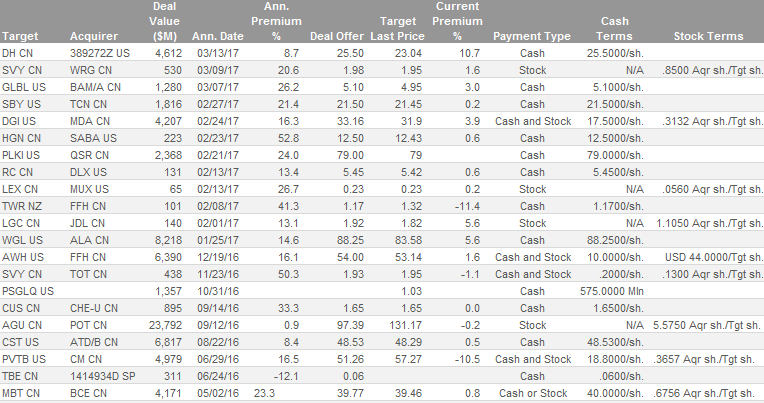 Target Acquirer Deal Value ($M) Ann. Date Ann. Premium % Deal Offer Target Last Price Current Premium % Payment Type Cash Terms Stock Terms
DH CN 389272Z US 4,612 03/13/17 8.7 25.50 23.04 10.7 Cash 25.5000/sh.
SVY CN WRG CN 530 03/09/17 20.6 1.98 1.95 1.6 Stock N/A .8500 Aqr sh./Tgt sh.
GLBL US BAM/A CN 1,280 03/07/17 26.2 5.10 4.95 3.0 Cash 5.1000/sh.
SBY US TCN CN 1,816 02/27/17 21.4 21.50 21.45 0.2 Cash 21.5000/sh.
DGI US MDA CN 4,207 02/24/17 16.3 33.16 31.9 3.9 Cash and Stock 17.5000/sh. .3132 Aqr sh./Tgt sh.
HGN CN SABA US 223 02/23/17 52.8 12.50 12.43 0.6 Cash 12.5000/sh.
PLKI US QSR CN 2,368 02/21/17 24.0 79.00 79 Cash 79.0000/sh.
RC CN DLX US 131 02/13/17 13.4 5.45 5.42 0.6 Cash 5.4500/sh.
LEX CN MUX US 65 02/13/17 26.7 0.23 0.23 0.2 Stock N/A .0560 Aqr sh./Tgt sh.
TWR NZ FFH CN 101 02/08/17 41.3 1.17 1.32 -11.4 Cash 1.1700/sh.
LGC CN JDL CN 140 02/01/17 13.1 1.92 1.82 5.6 Stock N/A 1.1050 Aqr sh./Tgt sh.
WGL US ALA CN 8,218 01/25/17 14.6 88.25 83.58 5.6 Cash 88.2500/sh.
AWH US FFH CN 6,390 12/19/16 16.1 54.00 53.14 1.6 Cash and Stock 10.0000/sh. USD 44.0000/Tgt sh.
SVY CN TOT CN 438 11/23/16 50.3 1.93 1.95 -1.1 Cash and Stock .2000/sh. .1300 Aqr sh./Tgt sh.
PSGLQ US 1,357 10/31/16 1.03 Cash 575.0000 Mln
CUS CN CHE-U CN 895 09/14/16 33.3 1.65 1.65 0.0 Cash 1.6500/sh.
AGU CN POT CN 23,792 09/12/16 0.9 97.39 131.17 -0.2 Stock N/A 5.5750 Aqr sh./Tgt sh.
CST US ATD/B CN 6,817 08/22/16 8.4 48.53 48.29 0.5 Cash 48.5300/sh.
PVTB US CM CN 4,979 06/29/16 16.5 51.26 57.27 -10.5 Cash and Stock 18.8000/sh. .3657 Aqr sh./Tgt sh.
TBE CN 1414934D SP 311 06/24/16 -12.1 0.06 Cash .0600/sh.
MBT CN BCE CN 4,171 05/02/16 23.3 39.77 39.46 0.8 Cash or Stock 40.0000/sh. .6756 Aqr sh./Tgt sh.